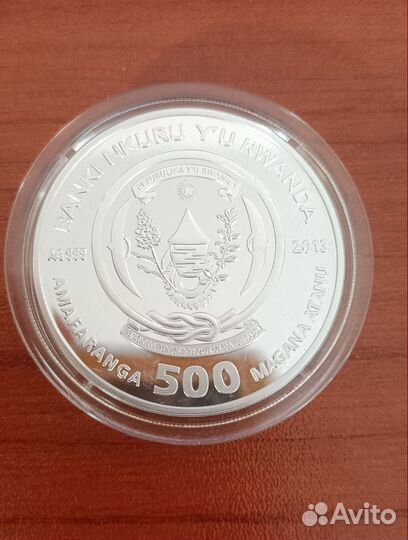 BANKI NKURU Y'U RWANDA
REPUBULIKA Y'U RWANDA
AG 999
2013
AMAFARANGA 500 MAGANA ATANU
Avito